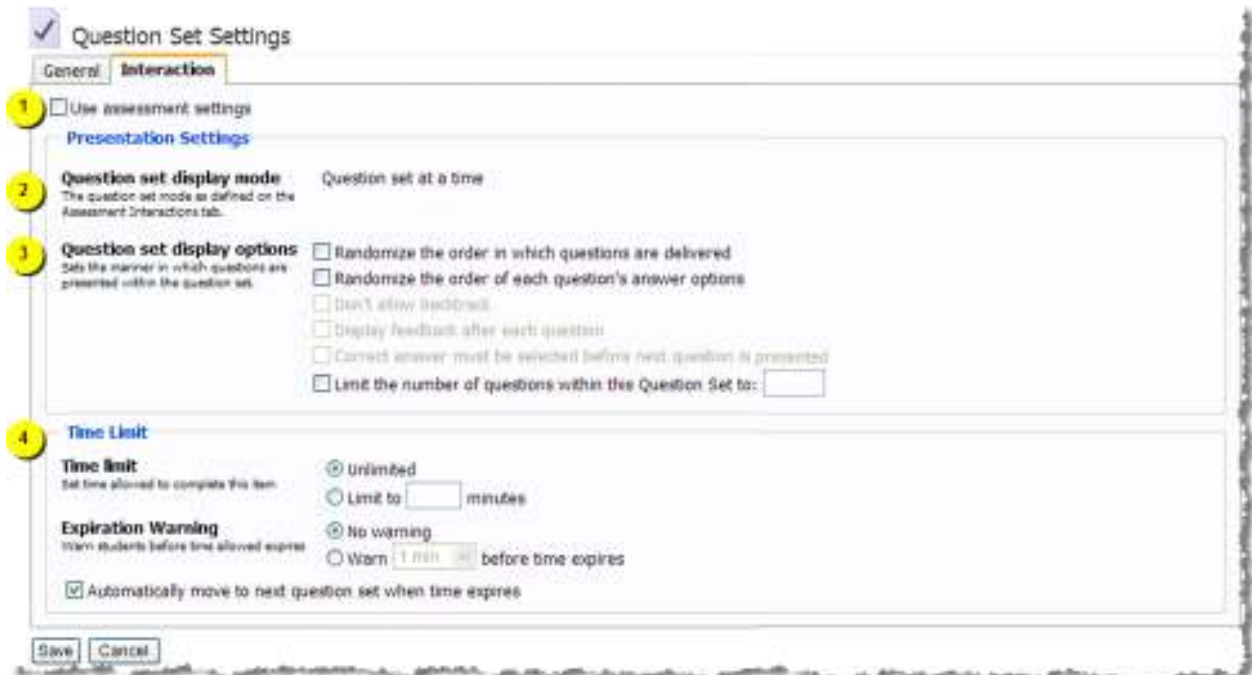 Question Set Settings
General Interaction
1 Use assessment settings
Presentation Settings
2 Question set display mode Question set at a time
The question set mode as defined on the
Assessment Interactions tab.
3 Question set display options Randomize the order in which questions are delivered
Sets the manner in which questions are
presented within the question set.
Randomize the order of each question's answer options
Don't allow backtrack
Display feedback after each question
Correct answer must be selected before next question is presented
Limit the number of questions within this Question Set to:
4 Time Limit
Time limit Unlimited
Set time allowed to complete this item
Limit to minutes
Expiration Warning No warning
Warn students before time allowed expires
Warn 1 min before time expires
Automatically move to next question set when time expires
Save Cancel